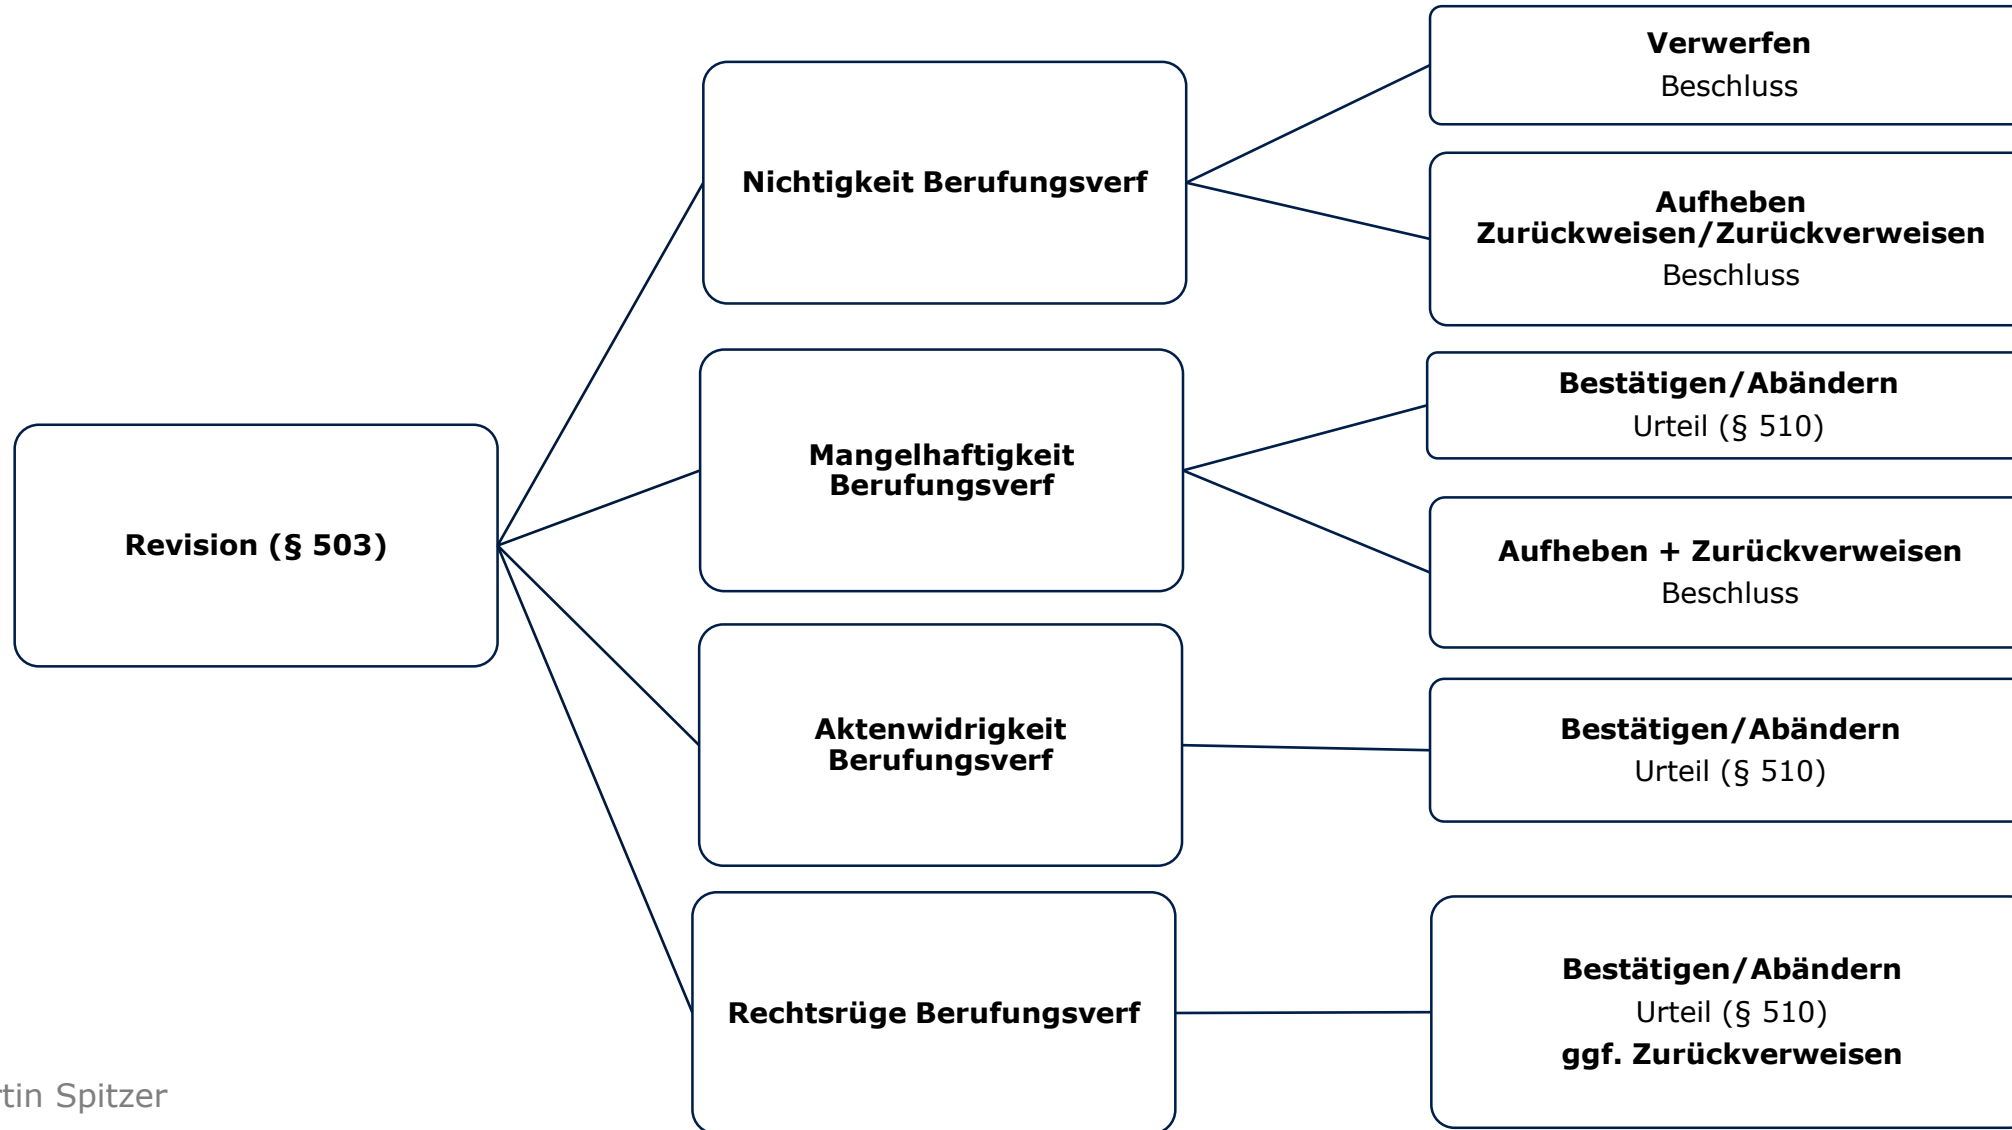 Revision (§ 503)
Nichtigkeit Berufungsverf
Verwerfen
Beschluss
Aufheben
Zurückweisen/Zurückverweisen
Beschluss
Mangelhaftigkeit
Berufungsverf
Bestätigen/Abändern
Urteil (§ 510)
Aufheben + Zurückverweisen
Beschluss
Aktenwidrigkeit
Berufungsverf
Bestätigen/Abändern
Urteil (§ 510)
Rechtsrüge Berufungsverf
Bestätigen/Abändern
Urteil (§ 510)
ggf. Zurückverweisen
tin Spitzer